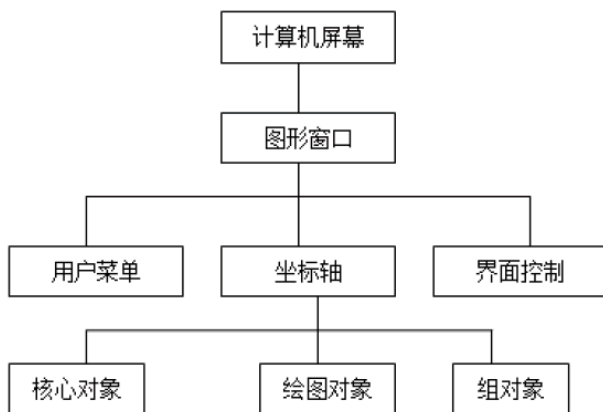 计算机屏幕
图形窗口
用户菜单
坐标轴
界面控制
核心对象
绘图对象
组对象